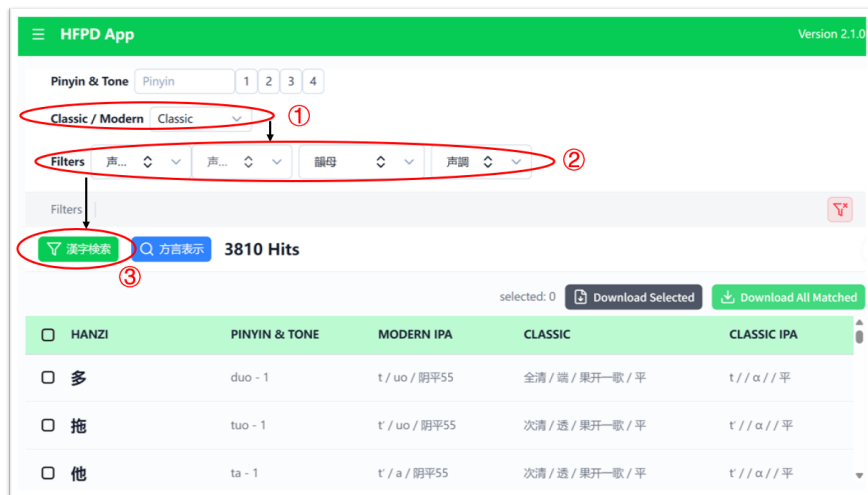 HFPD App Version 2.1.0
Pinyin & Tone Pinyin 1 2 3 4
Classic / Modern Classic ①
Filters 声... 声... 韻母 声調 ②
Filters
漢字検索 方言表示 3810 Hits
③
selected: 0 Download Selected Download All Matched
HANZI PINYIN & TONE MODERN IPA CLASSIC CLASSIC IPA
多 duo - 1 t / uo / 阴平55 全清 / 端 / 果开一歌 / 平 t / / ɑ / / 平
拖 tuo - 1 t‘ / uo / 阴平55 次清 / 透 / 果开一歌 / 平 t‘ / / ɑ / / 平
他 ta - 1 t‘ / a / 阴平55 次清 / 透 / 果开一歌 / 平 t‘ / / ɑ / / 平